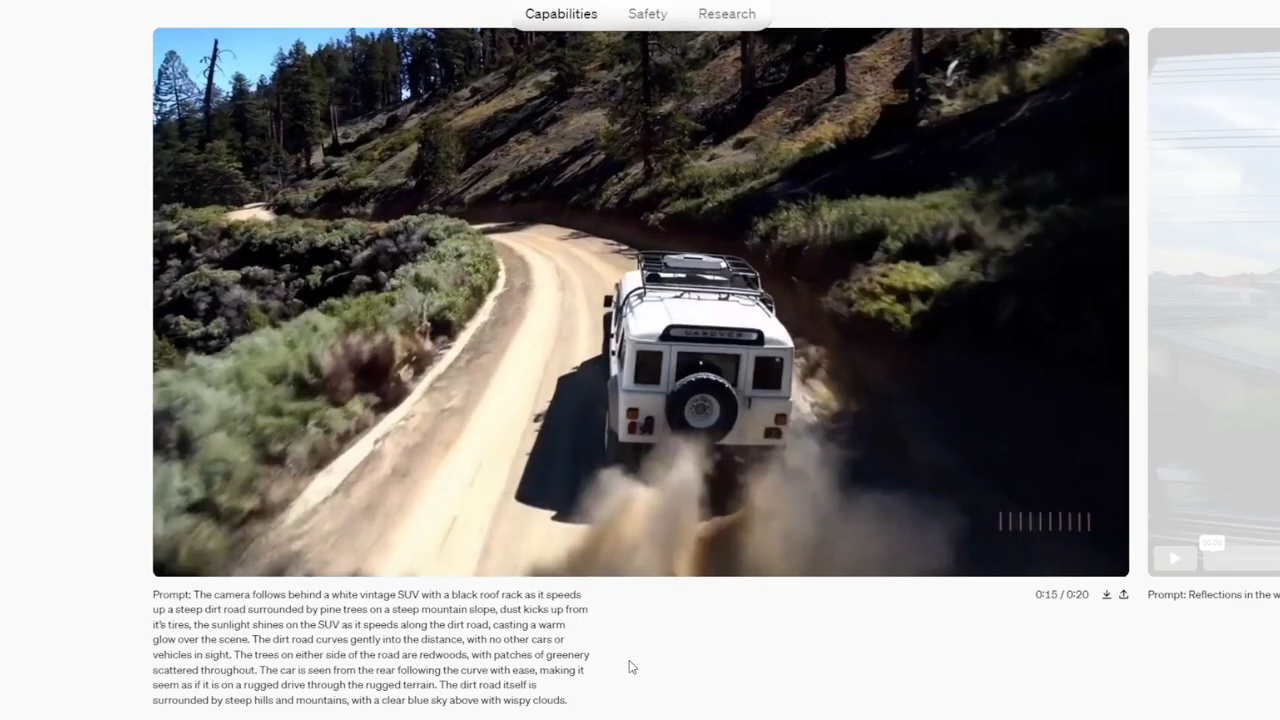 Capabilities Safety Research
DANOVER
00:00
Prompt: The camera follows behind a white vintage SUV with a black roof rack as it speeds
up a steep dirt road surrounded by pine trees on a steep mountain slope, dust kicks up from
it's tires, the sunlight shines on the SUV as it speeds along the dirt road, casting a warm
glow over the scene. The dirt road curves gently into the distance, with no other cars or
vehicles in sight. The trees on either side of the road are redwoods, with patches of greenery
scattered throughout. The car is seen from the rear following the curve with ease, making it
seem as if it is on a rugged drive through the rugged terrain. The dirt road itself is
surrounded by steep hills and mountains, with a clear blue sky above with wispy clouds.
0:15 / 0:20
Prompt: Reflections in the w